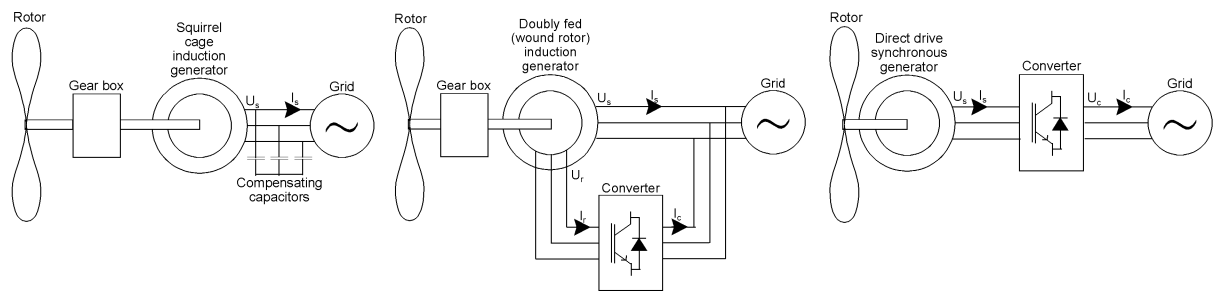 Rotor
Gear box
Squirrel
cage
induction
generator
Us
Is
Grid
Compensating
capacitors
Rotor
Gear box
Doubly fed
(wound rotor)
induction
generator
Us
Is
Grid
Ur
Converter
Ir
Ic
Rotor
Direct drive
synchronous
generator
Us
Is
Converter
Uc
Ic
Grid